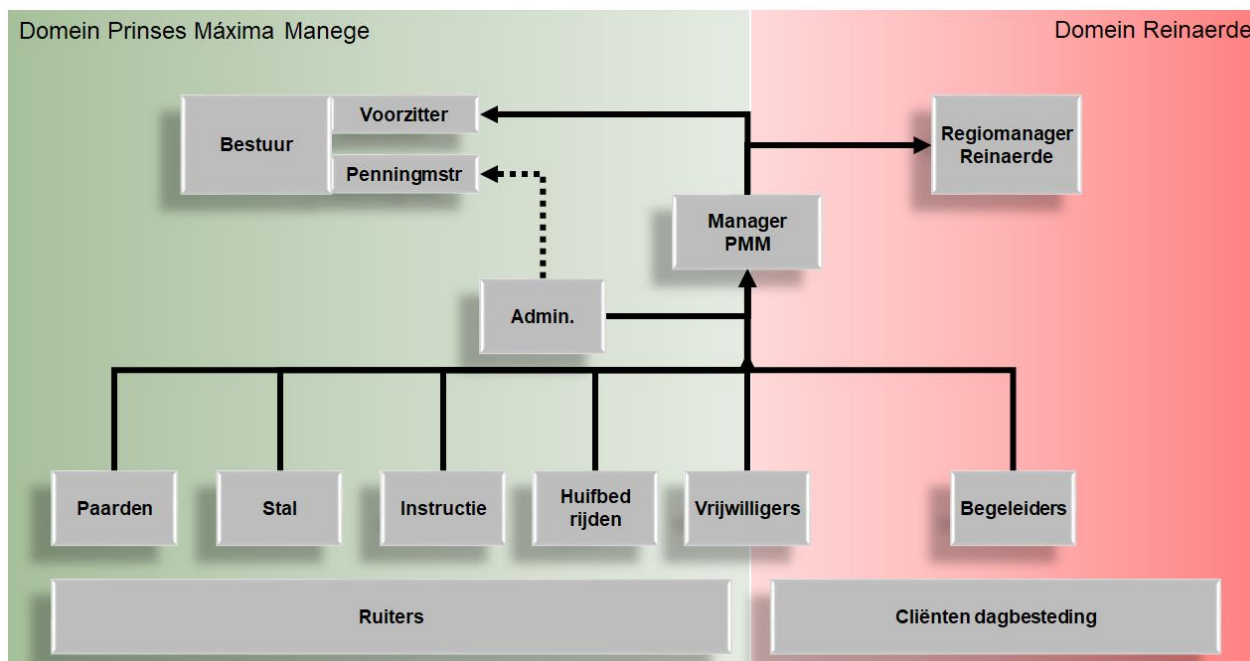 Domein Prinses Máxima Manege
Domein Reinaerde
Voorzitter
Bestuur
Penningmstr
Regiomanager
Reinaerde
Manager
PMM
Admin.
Paarden
Stal
Instructie
Huifbed
rijden
Vrijwilligers
Begeleiders
Ruiters
Cliënten dagbesteding